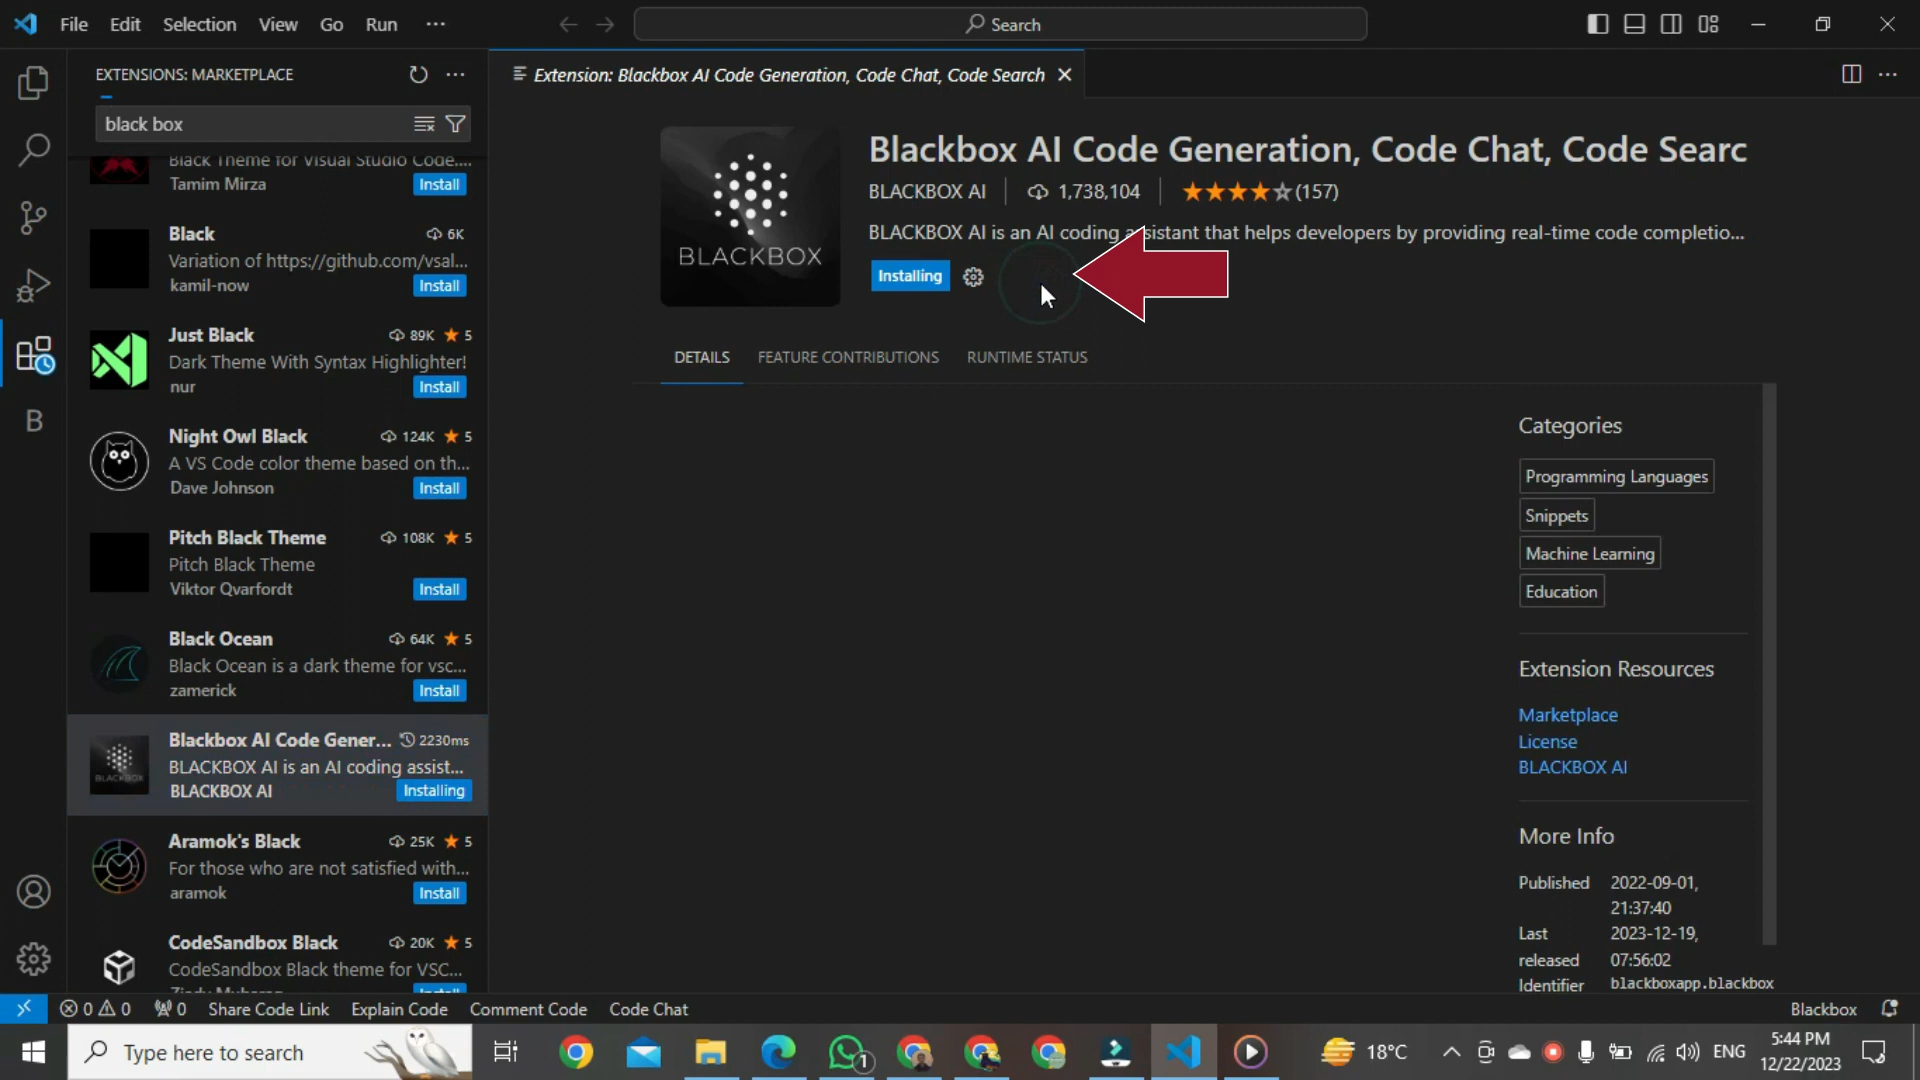 File Edit Selection View Go Run ···
Search
EXTENSIONS: MARKETPLACE
Extension: Blackbox AI Code Generation, Code Chat, Code Search
black box
Black Theme for Visual Studio Code....
Tamim Mirza Install
Black 6K
Variation of https://github.com/vsal...
kamil-now Install
Just Black 89K 5
Dark Theme With Syntax Highlighter!
nur Install
Night Owl Black 124K 5
A VS Code color theme based on th...
Dave Johnson Install
Pitch Black Theme 108K 5
Pitch Black Theme
Viktor Qvarfordt Install
Black Ocean 64K 5
Black Ocean is a dark theme for vsc...
zamerick Install
Blackbox AI Code Gener... 2230ms
BLACKBOX AI is an AI coding assist...
BLACKBOX AI Installing
BLACKBOX
Aramok's Black 25K 5
For those who are not satisfied with...
aramok Install
CodeSandbox Black 20K 5
CodeSandbox Black theme for VSC...
Install
B
BLACKBOX
Blackbox AI Code Generation, Code Chat, Code Searc
BLACKBOX AI 1,738,104 (157)
BLACKBOX AI is an AI coding assistant that helps developers by providing real-time code completio...
Installing
DETAILS FEATURE CONTRIBUTIONS RUNTIME STATUS
Categories
Programming Languages
Snippets
Machine Learning
Education
Extension Resources
Marketplace
License
BLACKBOX AI
More Info
Published 2022-09-01,
21:37:40
Last 2023-12-19,
released 07:56:02
Identifier blackboxapp.blackbox
0 0 0 Share Code Link Explain Code Comment Code Code Chat Blackbox
Type here to search 1 18°C ENG 5:44 PM
12/22/2023